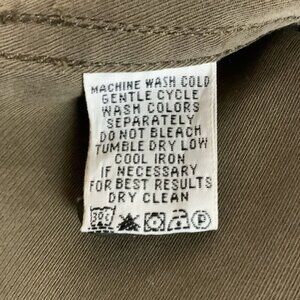 MACHINE WASH COLD
GENTLE CYCLE
WASH COLORS
SEPARATELY
DO NOT BLEACH
TUMBLE DRY LOW
COOL IRON
IF NECESSARY
FOR BEST RESULTS
DRY CLEAN
30C P